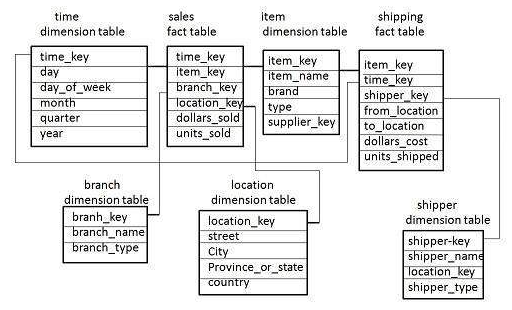 time
dimension table
time_key
day
day_of_week
month
quarter
year
sales
fact table
time_key
item_key
branch_key
location_key
dollars_sold
units_sold
item
dimension table
item_key
item_name
brand
type
supplier_key
shipping
fact table
item_key
time_key
shipper_key
from_location
to_location
dollars_cost
units_shipped
branch
dimension table
branh_key
branch_name
branch_type
location
dimension table
location_key
street
City
Province_or_state
country
shipper
dimension table
shipper-key
shipper_name
location_key
shipper_type